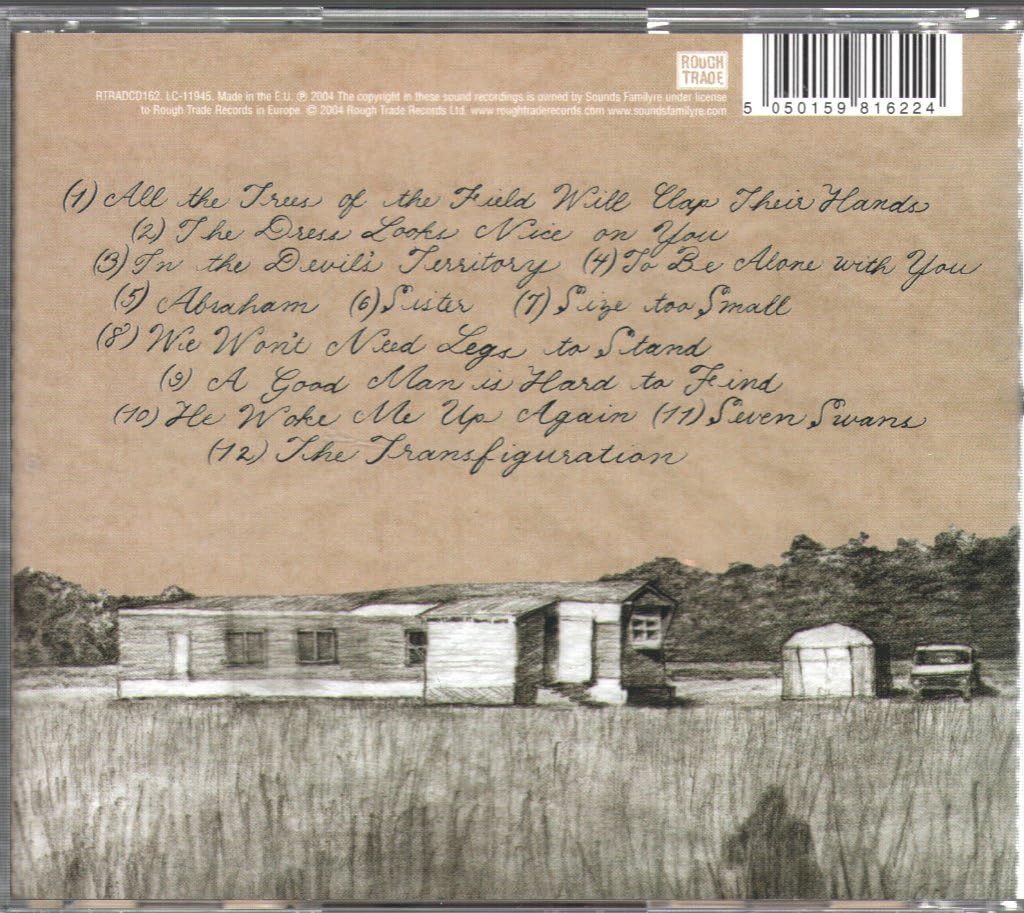 ROUGH
TRADE
RTRADCD162. LC-11945. Made in the E.U. ℗ 2004 The copyright in these sound recordings is owned by Sounds Familyre under license
to Rough Trade Records in Europe. © 2004 Rough Trade Records Ltd. www.roughtraderecords.com www.soundsfamilyre.com
5 050159 816224
(1) All the Trees of the Field Will Clap Their Hands
(2) The Dress Looks Nice on You
(3) In the Devil's Territory (4) To Be Alone with You
(5) Abraham (6) Sister (7) Size too Small
(8) We Won't Need Legs to Stand
(9) A Good Man is Hard to Find
(10) He Woke Me Up Again (11) Seven Swans
(12) The Transfiguration